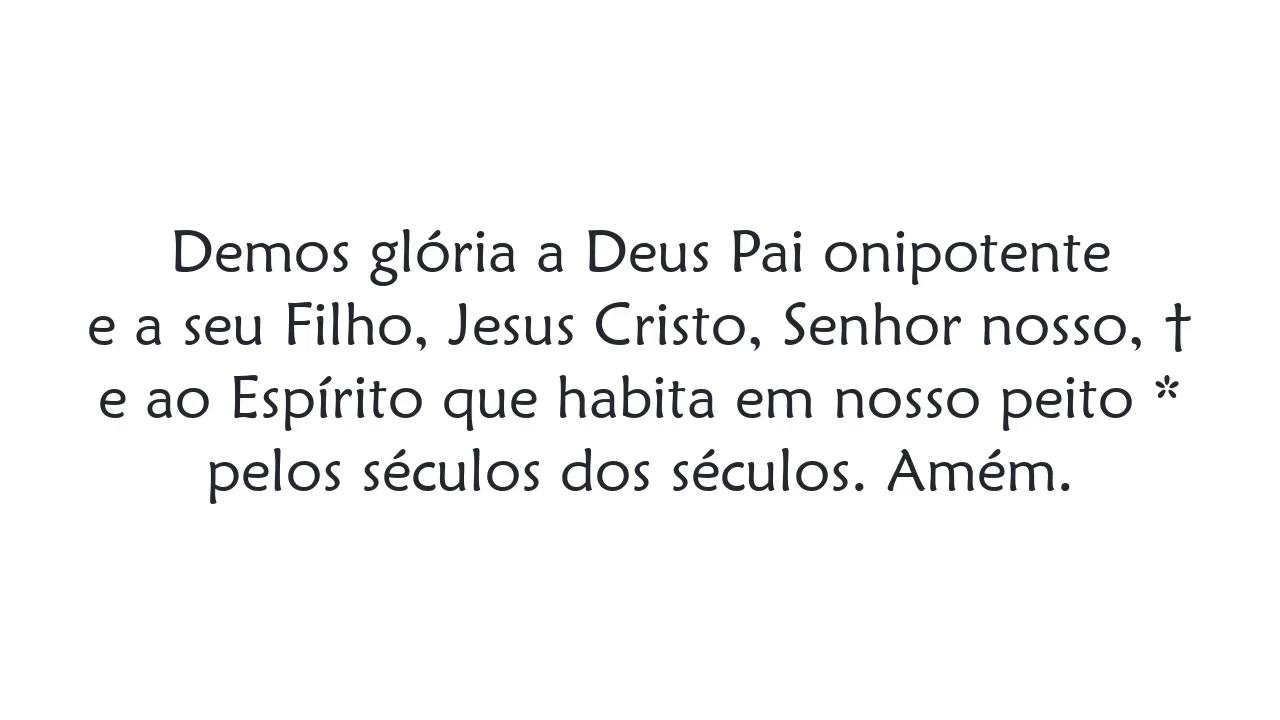 Demos glória a Deus Pai onipotente
e a seu Filho, Jesus Cristo, Senhor nosso, †
e ao Espírito que habita em nosso peito *
pelos séculos dos séculos. Amém.